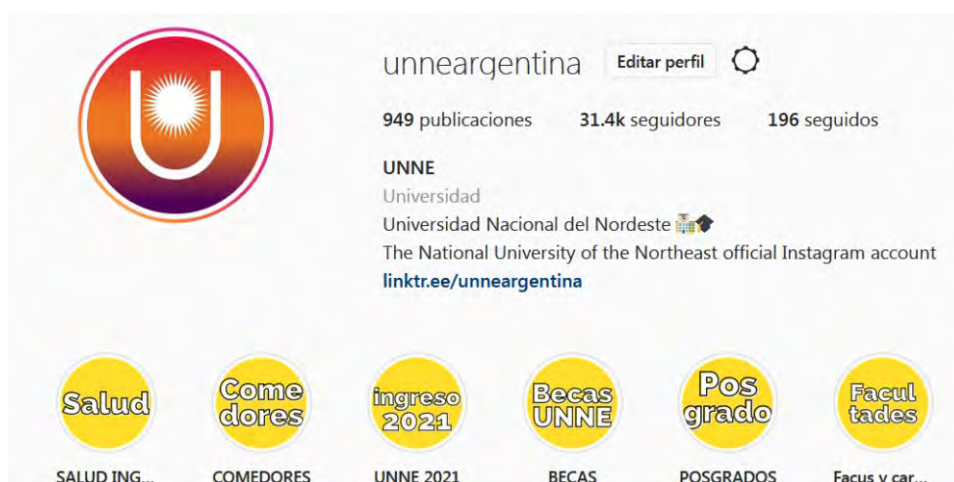 unneargentina Editar perfil
949 publicaciones 31.4k seguidores 196 seguidos
UNNE
Universidad
Universidad Nacional del Nordeste 🏫🎓
The National University of the Northeast official Instagram account
linktr.ee/unneargentina
Salud
Come
dores
ingreso
2021
Becas
UNNE
Pos
grado
Facul
tades
SALUD ING... COMEDORES UNNE 2021 BECAS POSGRADOS Facus y car...